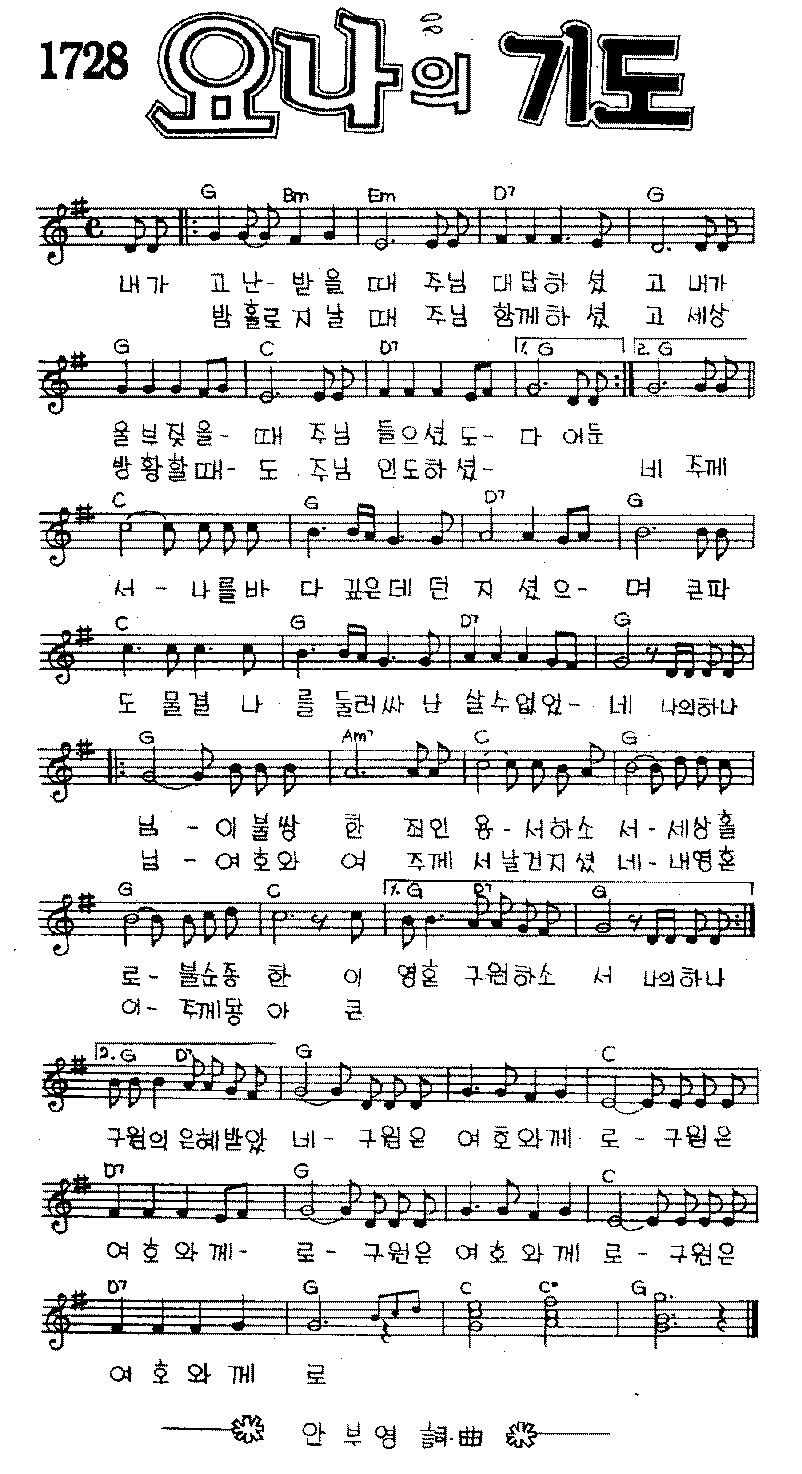 1728 요나의 기도
G
G Bm Em D7 G
내가 고 난- 받 을 때 주님 대답하 셨 고 내가
밤 홀로 지 날 때 주님 함께하 셨 고 세상
G C D7 1. G 2. G
울 부 짖 을- 때 주님 들으셨 도- 다 어둔
방 황 할 때- 도 주님 인도하 셨- 네 주께
C G D7 G
서 - 나를바 다 깊은데 던 지 셨 으- 며 큰파
C G D7 G
도 물결 나 를 둘러싸 난 살수없었- 네 나의하나
G Am7 C G
님 - 이 불쌍 한 죄인 용-서하소 서-세상홀
님 - 여호와 여 주께 서날건지셨 네-내영혼
G C 1. G D7 G
로- 불순종 한 이 영혼 구원하소 서 나의하나
이- 주께로 아 큰
2. G D7 G C
구원의 은혜받았 네- 구원은 여 호와께 로- 구원은
D7 G C
여 호 와 께- 로- 구원은 여 호 와 께 로- 구원은
D7 G C C° G
여 호 와 께 로
안 부 영 曲